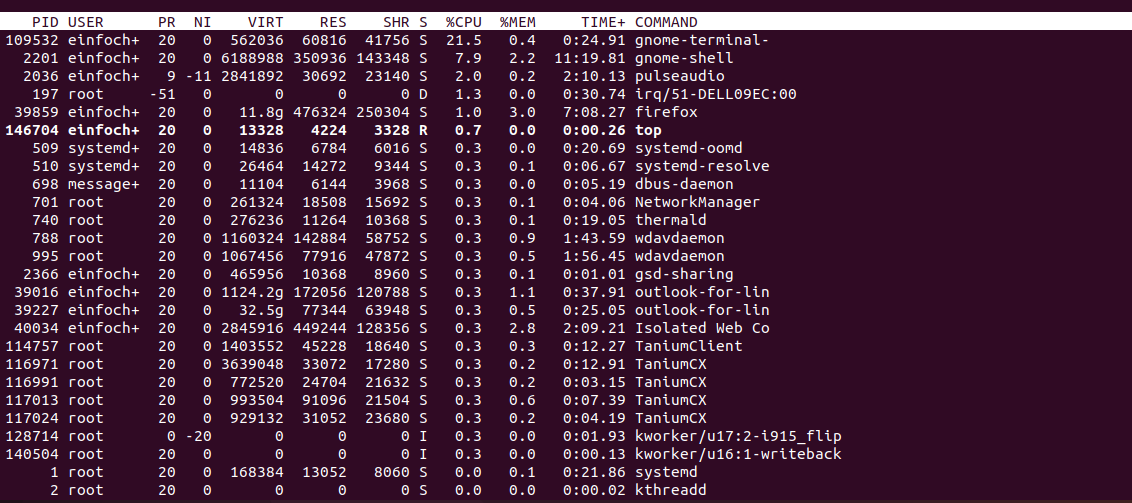 PID USER PR NI VIRT RES SHR S %CPU %MEM TIME+ COMMAND
109532 einfoch+ 20 0 562036 60816 41756 S 21.5 0.4 0:24.91 gnome-terminal-
2201 einfoch+ 20 0 6188988 350936 143348 S 7.9 2.2 11:19.81 gnome-shell
2036 einfoch+ 9 -11 2841892 30692 23140 S 2.0 0.2 2:10.13 pulseaudio
197 root -51 0 0 0 0 D 1.3 0.0 0:30.74 irq/51-DELL09EC:00
39859 einfoch+ 20 0 11.8g 476324 250304 S 1.0 3.0 7:08.27 firefox
146704 einfoch+ 20 0 13328 4224 3328 R 0.7 0.0 0:00.26 top
509 systemd+ 20 0 14836 6784 6016 S 0.3 0.0 0:20.69 systemd-oomd
510 systemd+ 20 0 26464 14272 9344 S 0.3 0.1 0:06.67 systemd-resolve
698 message+ 20 0 11104 6144 3968 S 0.3 0.0 0:05.19 dbus-daemon
701 root 20 0 261324 18508 15692 S 0.3 0.1 0:04.06 NetworkManager
740 root 20 0 276236 11264 10368 S 0.3 0.1 0:19.05 thermald
788 root 20 0 1160324 142884 58752 S 0.3 0.9 1:43.59 wdavdaemon
995 root 20 0 1067456 77916 47872 S 0.3 0.5 1:56.45 wdavdaemon
2366 einfoch+ 20 0 465956 10368 8960 S 0.3 0.1 0:01.01 gsd-sharing
39016 einfoch+ 20 0 1124.2g 172056 120788 S 0.3 1.1 0:37.91 outlook-for-lin
39227 einfoch+ 20 0 32.5g 77344 63948 S 0.3 0.5 0:25.05 outlook-for-lin
40034 einfoch+ 20 0 2845916 449244 128356 S 0.3 2.8 2:09.21 Isolated Web Co
114757 root 20 0 1403552 45228 18640 S 0.3 0.3 0:12.27 TaniumClient
116971 root 20 0 3639048 33072 17280 S 0.3 0.2 0:12.91 TaniumCX
116991 root 20 0 772520 24704 21632 S 0.3 0.2 0:03.15 TaniumCX
117013 root 20 0 993504 91096 21504 S 0.3 0.6 0:07.39 TaniumCX
117024 root 20 0 929132 31052 23680 S 0.3 0.2 0:04.19 TaniumCX
128714 root 0 -20 0 0 0 I 0.3 0.0 0:01.93 kworker/u17:2-i915_flip
140504 root 20 0 0 0 0 I 0.3 0.0 0:00.13 kworker/u16:1-writeback
1 root 20 0 168384 13052 8060 S 0.0 0.1 0:21.86 systemd
2 root 20 0 0 0 0 S 0.0 0.0 0:00.02 kthreadd